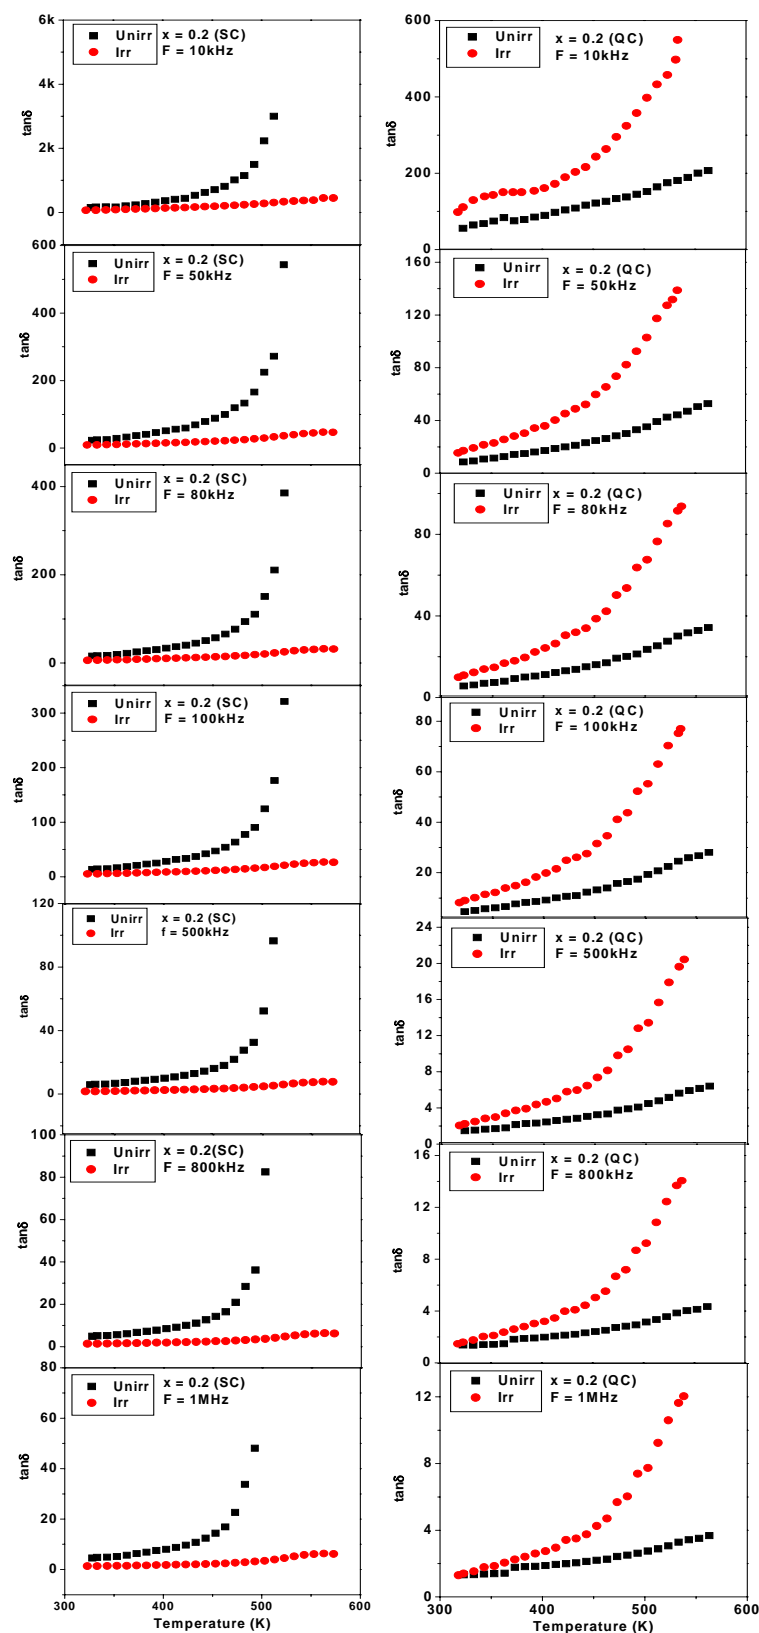 6k
Unirr
Irr
x = 0.2 (SC)
F = 10kHz
4k
2k
0
tanδ
600
Unirr
Irr
x = 0.2 (SC)
F = 50kHz
400
200
0
tanδ
Unirr
Irr
x = 0.2 (SC)
F = 80kHz
400
200
0
tanδ
Unirr
Irr
x = 0.2 (SC)
F = 100kHz
300
200
100
0
tanδ
120
Unirr
Irr
x = 0.2 (SC)
f = 500kHz
80
40
0
tanδ
100
Unirr
Irr
x = 0.2(SC)
F = 800kHz
80
60
40
20
0
tanδ
80
Unirr
Irr
x = 0.2 (SC)
F = 1MHz
60
40
20
0
tanδ
300 400 500 600
Temperature (K)
600
Unirr
Irr
x = 0.2 (QC)
F = 10kHz
400
200
0
tanδ
160
Unirr
Irr
x = 0.2 (QC)
F = 50kHz
120
80
40
0
tanδ
Unirr
Irr
x = 0.2 (QC)
F = 80kHz
80
40
0
tanδ
80
Unirr
Irr
x = 0.2 (QC)
F = 100kHz
60
40
20
0
tanδ
24
Unirr
Irr
x = 0.2 (QC)
F = 500kHz
20
16
12
8
4
0
tanδ
16
Unirr
Irr
x = 0.2 (QC)
F = 800kHz
12
8
4
0
tanδ
12
Unirr
Irr
x = 0.2 (QC)
F = 1MHz
8
4
0
tanδ
300 400 500 600
Temperature (K)